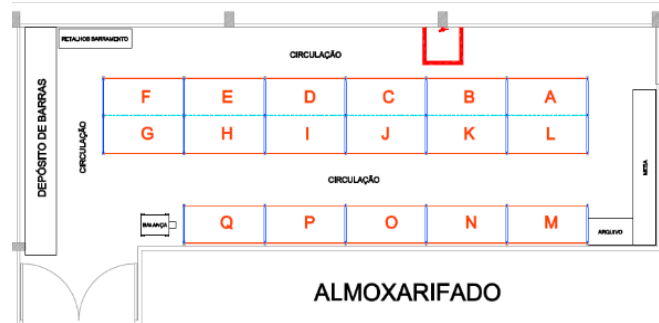 RETALHOS BARRAMENTO
CIRCULAÇÃO
DEPÓSITO DE BARRAS
CIRCULAÇÃO
F E D C B A
G H I J K L
MESA
CIRCULAÇÃO
BALANÇA
Q P O N M
ARQUIVO
ALMOXARIFADO